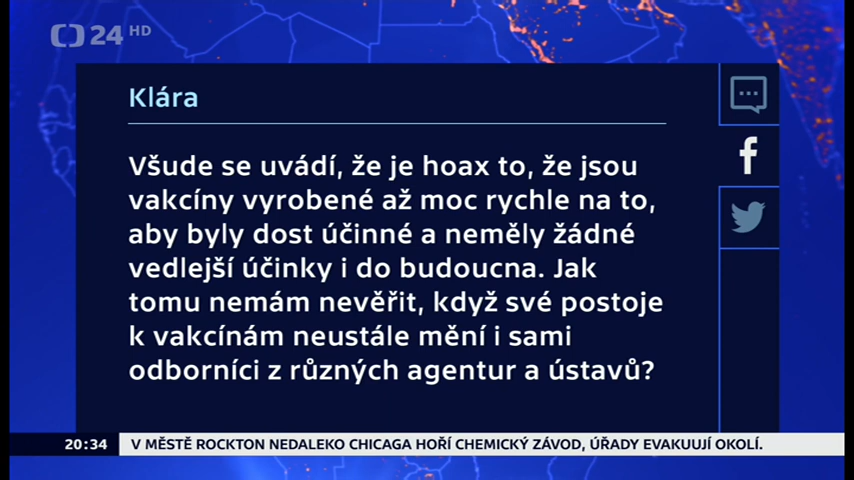 ČT 24 HD
Klára
Všude se uvádí, že je hoax to, že jsou
vakcíny vyrobené až moc rychle na to,
aby byly dost účinné a neměly žádné
vedlejší účinky i do budoucna. Jak
tomu nemám nevěřit, když své postoje
k vakcínám neustále mění i sami
odborníci z různých agentur a ústavů?
20:34 V MĚSTĚ ROCKTON NEDALEKO CHICAGA HOŘÍ CHEMICKÝ ZÁVOD, ÚŘADY EVAKUUJÍ OKOLÍ.